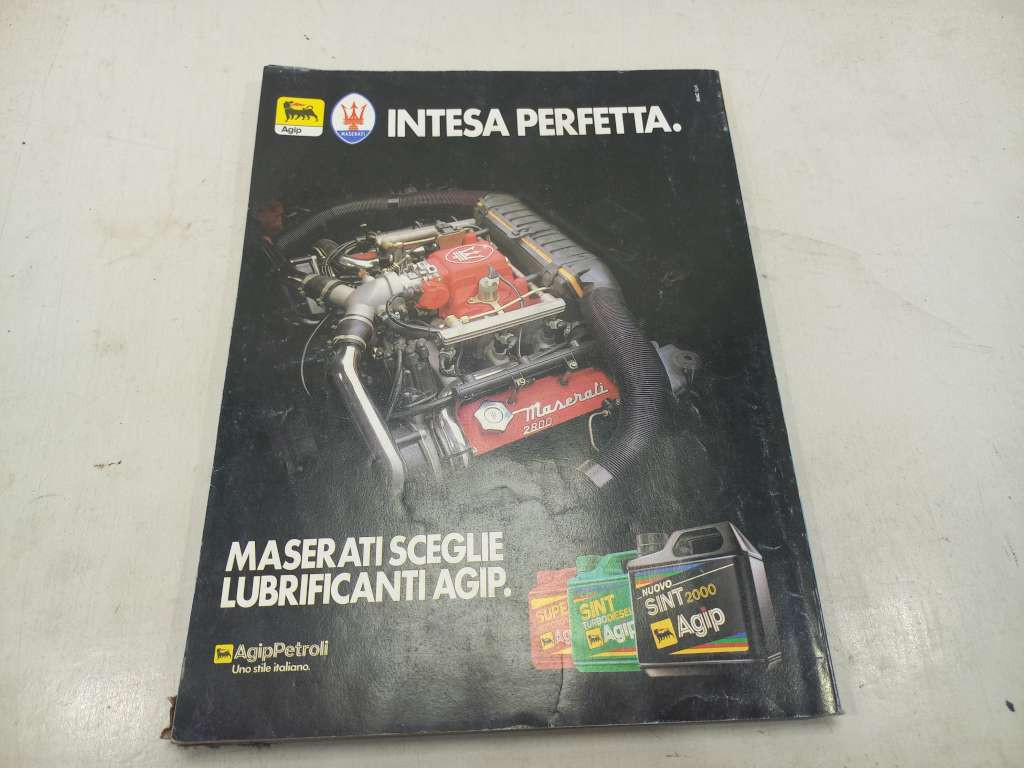 Agip
MASERATI
INTESA PERFETTA.
Maserati
2800
MASERATI SCEGLIE
LUBRIFICANTI AGIP.
AgipPetroli
Uno stile italiano.
SUPER
SINT
TURBODIESEL
Agip
NUOVO
SINT 2000
Agip